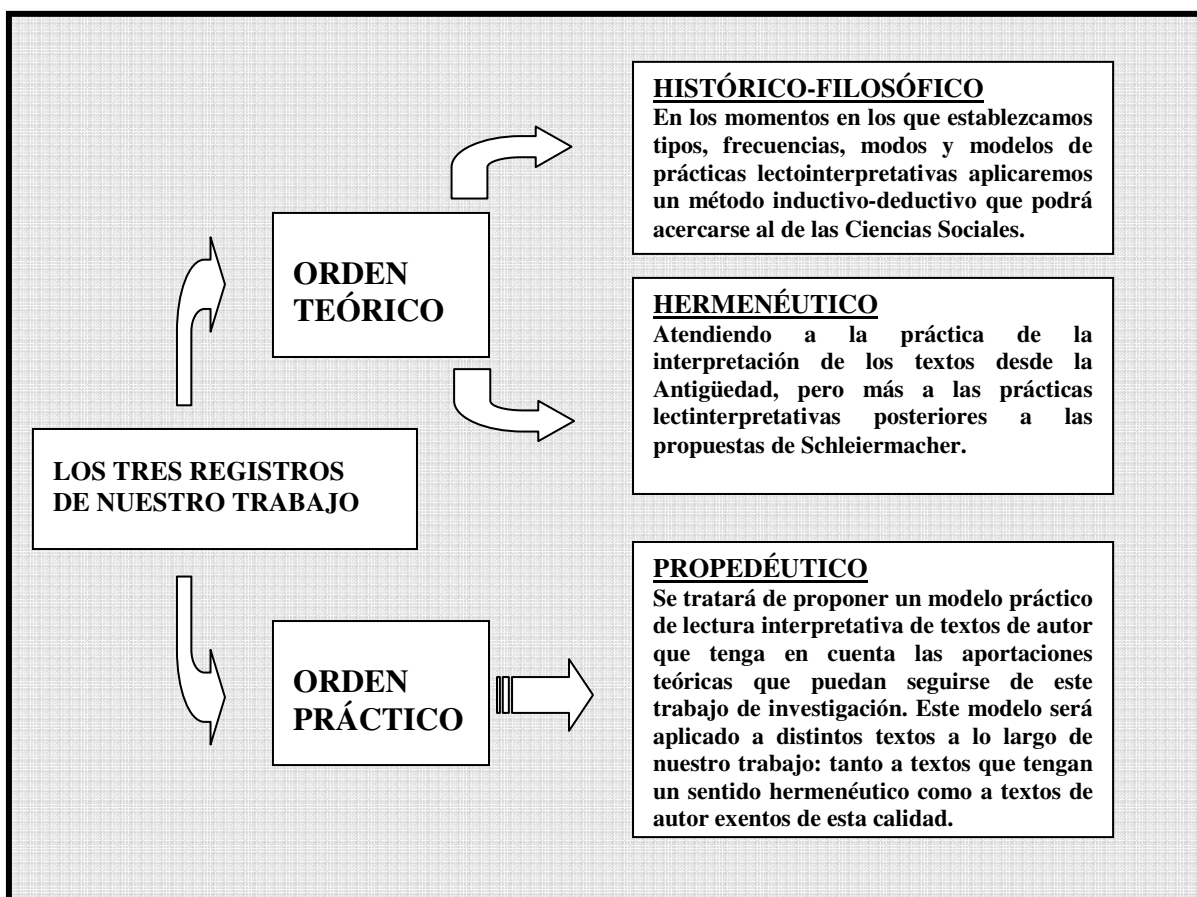 LOS TRES REGISTROS
DE NUESTRO TRABAJO
ORDEN
TEÓRICO
HISTÓRICO-FILOSÓFICO
En los momentos en los que establezcamos
tipos, frecuencias, modos y modelos de
prácticas lectointerpretativas aplicaremos
un método inductivo-deductivo que podrá
acercarse al de las Ciencias Sociales.
HERMENÉUTICO
Atendiendo a la práctica de la
interpretación de los textos desde la
Antigüedad, pero más a las prácticas
lectinterpretativas posteriores a las
propuestas de Schleiermacher.
ORDEN
PRÁCTICO
PROPEDÉUTICO
Se tratará de proponer un modelo práctico
de lectura interpretativa de textos de autor
que tenga en cuenta las aportaciones
teóricas que puedan seguirse de este
trabajo de investigación. Este modelo será
aplicado a distintos textos a lo largo de
nuestro trabajo: tanto a textos que tengan
un sentido hermenéutico como a textos de
autor exentos de esta calidad.